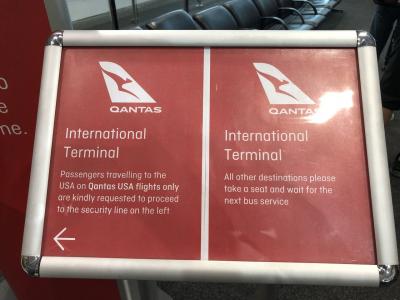 QANTAS
International
Terminal
Passengers travelling to the
USA on Qantas USA flights only
are kindly requested to proceed
to the security line on the left
QANTAS
International
Terminal
All other destinations please
take a seat and wait for the
next bus service